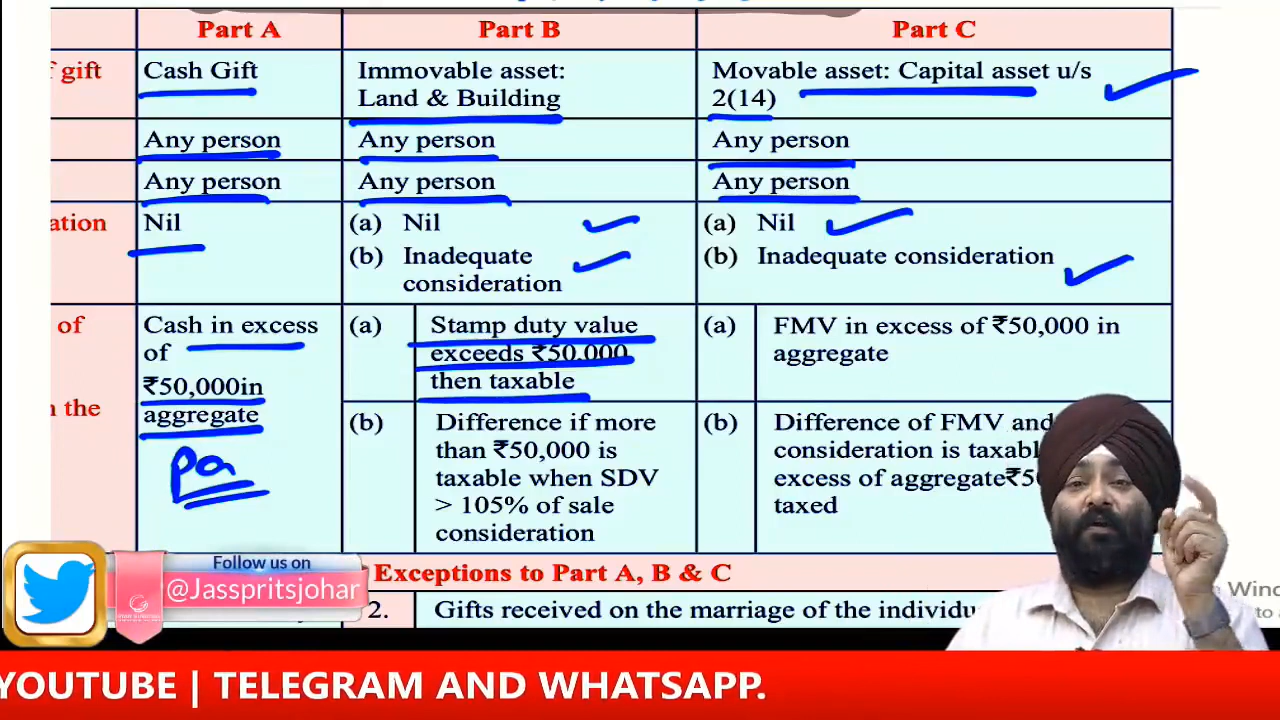 Part A
Part B
Part C
f gift
Cash Gift
Immovable asset:
Land & Building
Movable asset: Capital asset u/s
2(14)
Any person
Any person
Any person
Any person
Any person
Any person
ation
Nil
(a) Nil
(b) Inadequate
consideration
(a) Nil
(b) Inadequate consideration
of
n the
Cash in excess
of
₹50,000in
aggregate
pa
(a) Stamp duty value
exceeds ₹50,000
then taxable
(a) FMV in excess of ₹50,000 in
aggregate
(b) Difference if more
than ₹50,000 is
taxable when SDV
> 105% of sale
consideration
(b) Difference of FMV and
consideration is taxabl
excess of aggregate₹5
taxed
Exceptions to Part A, B & C
2. Gifts received on the marriage of the individu
Follow us on
@Jasspritsjohar
Wind
to
YOUTUBE | TELEGRAM AND WHATSAPP.